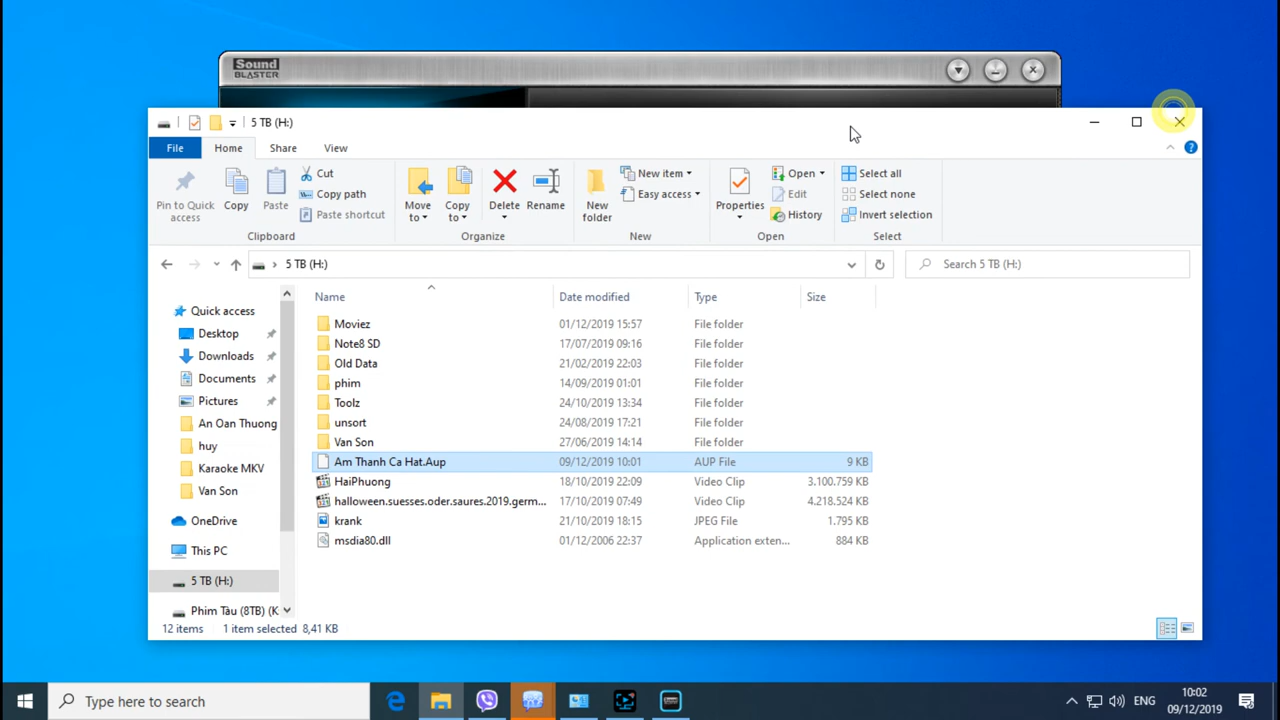 Sound
BLASTER
5 TB (H:)
File
Home
Share
View
Pin to Quick
access
Copy
Paste
Cut
Copy path
Paste shortcut
Clipboard
Move
to
Copy
to
Delete
Rename
Organize
New
folder
New item
Easy access
New
Properties
Open
Edit
History
Open
Select all
Select none
Invert selection
Select
5 TB (H:)
Search 5 TB (H:)
Name
Date modified
Type
Size
Quick access
Desktop
Downloads
Documents
Pictures
An Oan Thuong
huy
Karaoke MKV
Van Son
OneDrive
This PC
5 TB (H:)
Phim Tàu (8TB) (K
Moviez 01/12/2019 15:57 File folder
Note8 SD 17/07/2019 09:16 File folder
Old Data 21/02/2019 22:03 File folder
phim 14/09/2019 01:01 File folder
Toolz 24/10/2019 13:34 File folder
unsort 24/08/2019 17:21 File folder
Van Son 27/06/2019 14:14 File folder
Am Thanh Ca Hat.Aup 09/12/2019 10:01 AUP File 9 KB
HaiPhuong 18/10/2019 22:09 Video Clip 3.100.759 KB
halloween.suesses.oder.saures.2019.germ... 17/10/2019 07:49 Video Clip 4.218.524 KB
krank 21/10/2019 18:15 JPEG File 1.795 KB
msdia80.dll 01/12/2006 22:37 Application exten... 884 KB
12 items 1 item selected 8,41 KB
Type here to search
ENG
10:02
09/12/2019